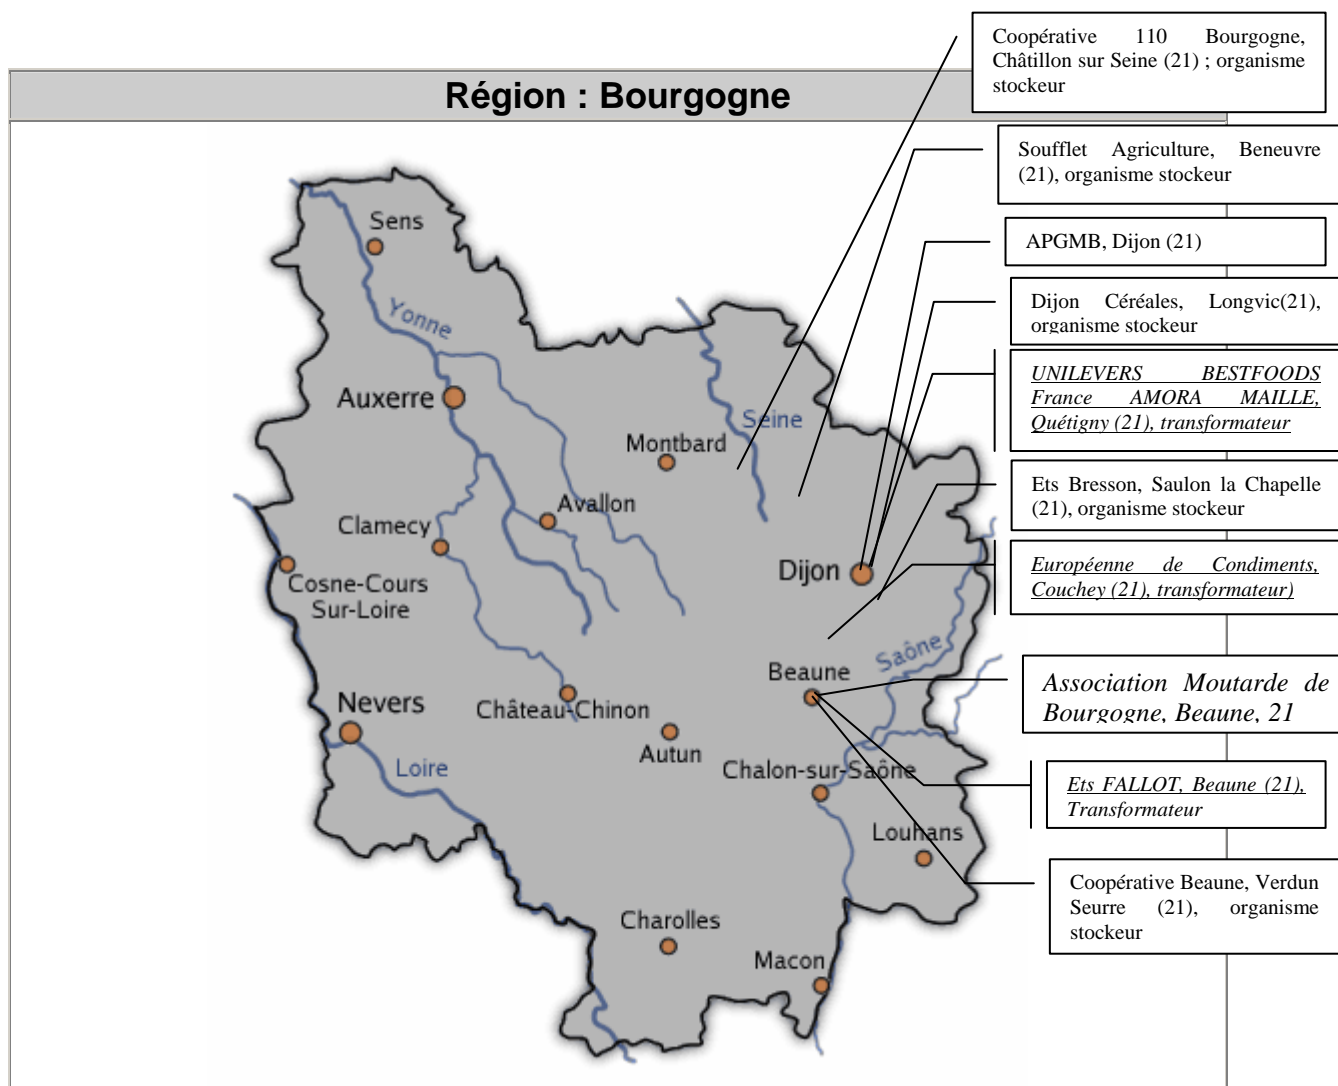 Coopérative 110 Bourgogne,
Châtillon sur Seine (21) ; organisme
stockeur
Région : Bourgogne
Soufflet Agriculture, Beneuvre
(21), organisme stockeur
APGMB, Dijon (21)
Dijon Céréales, Longvic(21),
organisme stockeur
UNILEVERS BESTFOODS
France AMORA MAILLE,
Quétigny (21), transformateur
Ets Bresson, Saulon la Chapelle
(21), organisme stockeur
Européenne de Condiments,
Couchey (21), transformateur)
Association Moutarde de
Bourgogne, Beaune, 21
Ets FALLOT, Beaune (21),
Transformateur
Coopérative Beaune, Verdun
Seurre (21), organisme
stockeur
Sens
Yonne
Auxerre
Seine
Montbard
Avallon
Clamecy
Cosne-Cours
Sur-Loire
Dijon
Saône
Beaune
Nevers
Château-Chinon
Autun
Loire
Chalon-sur-Saône
Louhans
Charolles
Macon